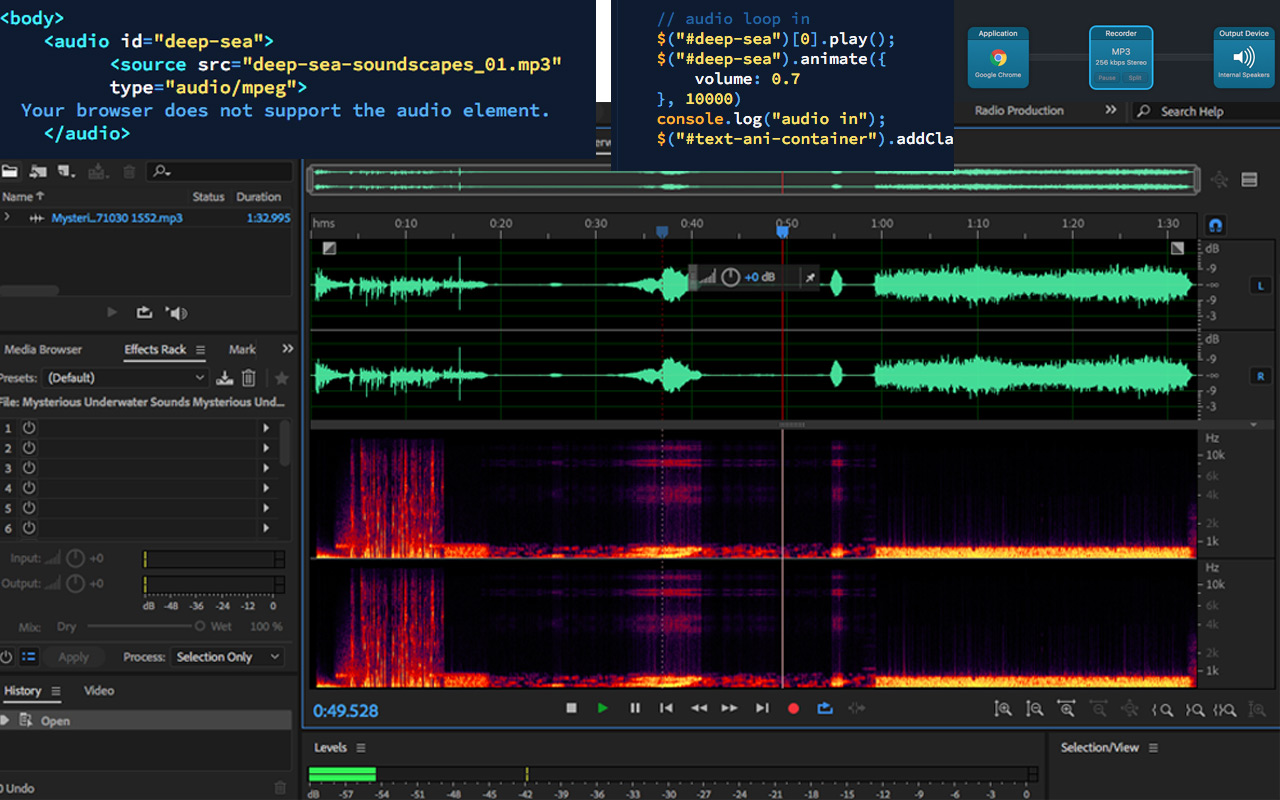 <body>
<audio id="deep-sea">
<source src="deep-sea-soundscapes_01.mp3"
type="audio/mpeg">
Your browser does not support the audio element.
</audio>
// audio loop in
$("#deep-sea")[0].play();
$("#deep-sea").animate({
volume: 0.7
}, 10000)
console.log("audio in");
$("#text-ani-container").addCla
Application
Google Chrome
Recorder
MP3
256 kbps Stereo
Pause Split
Output Device
Internal Speakers
Radio Production
Search Help
Name Status Duration
Mysteri...71030 1552.mp3 1:32.995
Media Browser Effects Rack Mark
Presets: (Default)
File: Mysterious Underwater Sounds Mysterious Und...
1
2
3
4
5
6
Input: +0
Output: +0
dB -48 -36 -24 -12 0
Mix: Dry Wet 100 %
Apply Process: Selection Only
History Video
Open
0 Undo
hms 0:10 0:20 0:30 0:40 0:50 1:00 1:10 1:20 1:30
+0 dB
dB
-9
-∞
-9
-3
L
dB
-9
-∞
-9
-3
R
Hz
10k
6k
4k
2k
1k
Hz
10k
6k
4k
2k
1k
0:49.528
Levels
dB -57 -54 -51 -48 -45 -42 -39 -36 -33 -30 -27 -24 -21 -18 -15 -12 -9 -6 -3 0
Selection/View